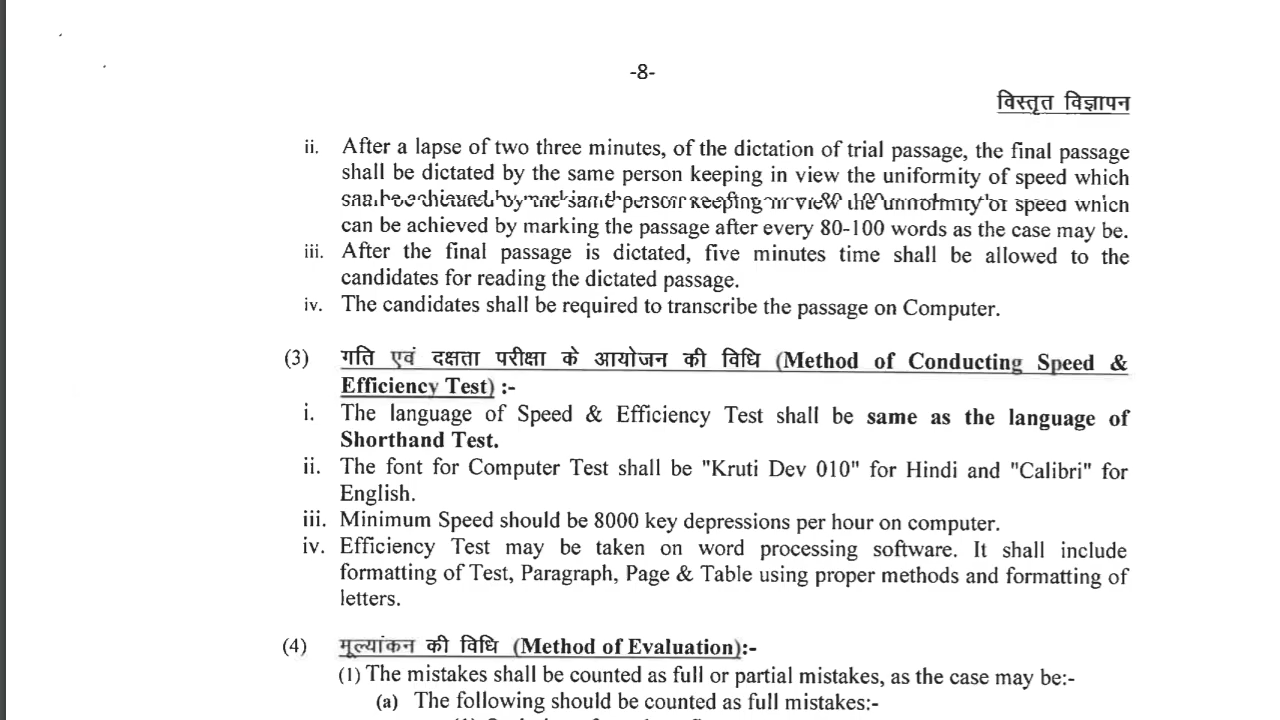 -8-
विस्तृत विज्ञापन
ii. After a lapse of two three minutes, of the dictation of trial passage, the final passage
shall be dictated by the same person keeping in view the uniformity of speed which
speed which
can be achieved by marking the passage after every 80-100 words as the case may be.
iii. After the final passage is dictated, five minutes time shall be allowed to the
candidates for reading the dictated passage.
iv. The candidates shall be required to transcribe the passage on Computer.
(3) गति एवं दक्षता परीक्षा के आयोजन की विधि (Method of Conducting Speed &
Efficiency Test) :-
i. The language of Speed & Efficiency Test shall be same as the language of
Shorthand Test.
ii. The font for Computer Test shall be "Kruti Dev 010" for Hindi and "Calibri" for
English.
iii. Minimum Speed should be 8000 key depressions per hour on computer.
iv. Efficiency Test may be taken on word processing software. It shall include
formatting of Test, Paragraph, Page & Table using proper methods and formatting of
letters.
(4) मूल्यांकन की विधि (Method of Evaluation):-
(1) The mistakes shall be counted as full or partial mistakes, as the case may be:-
(a) The following should be counted as full mistakes:-